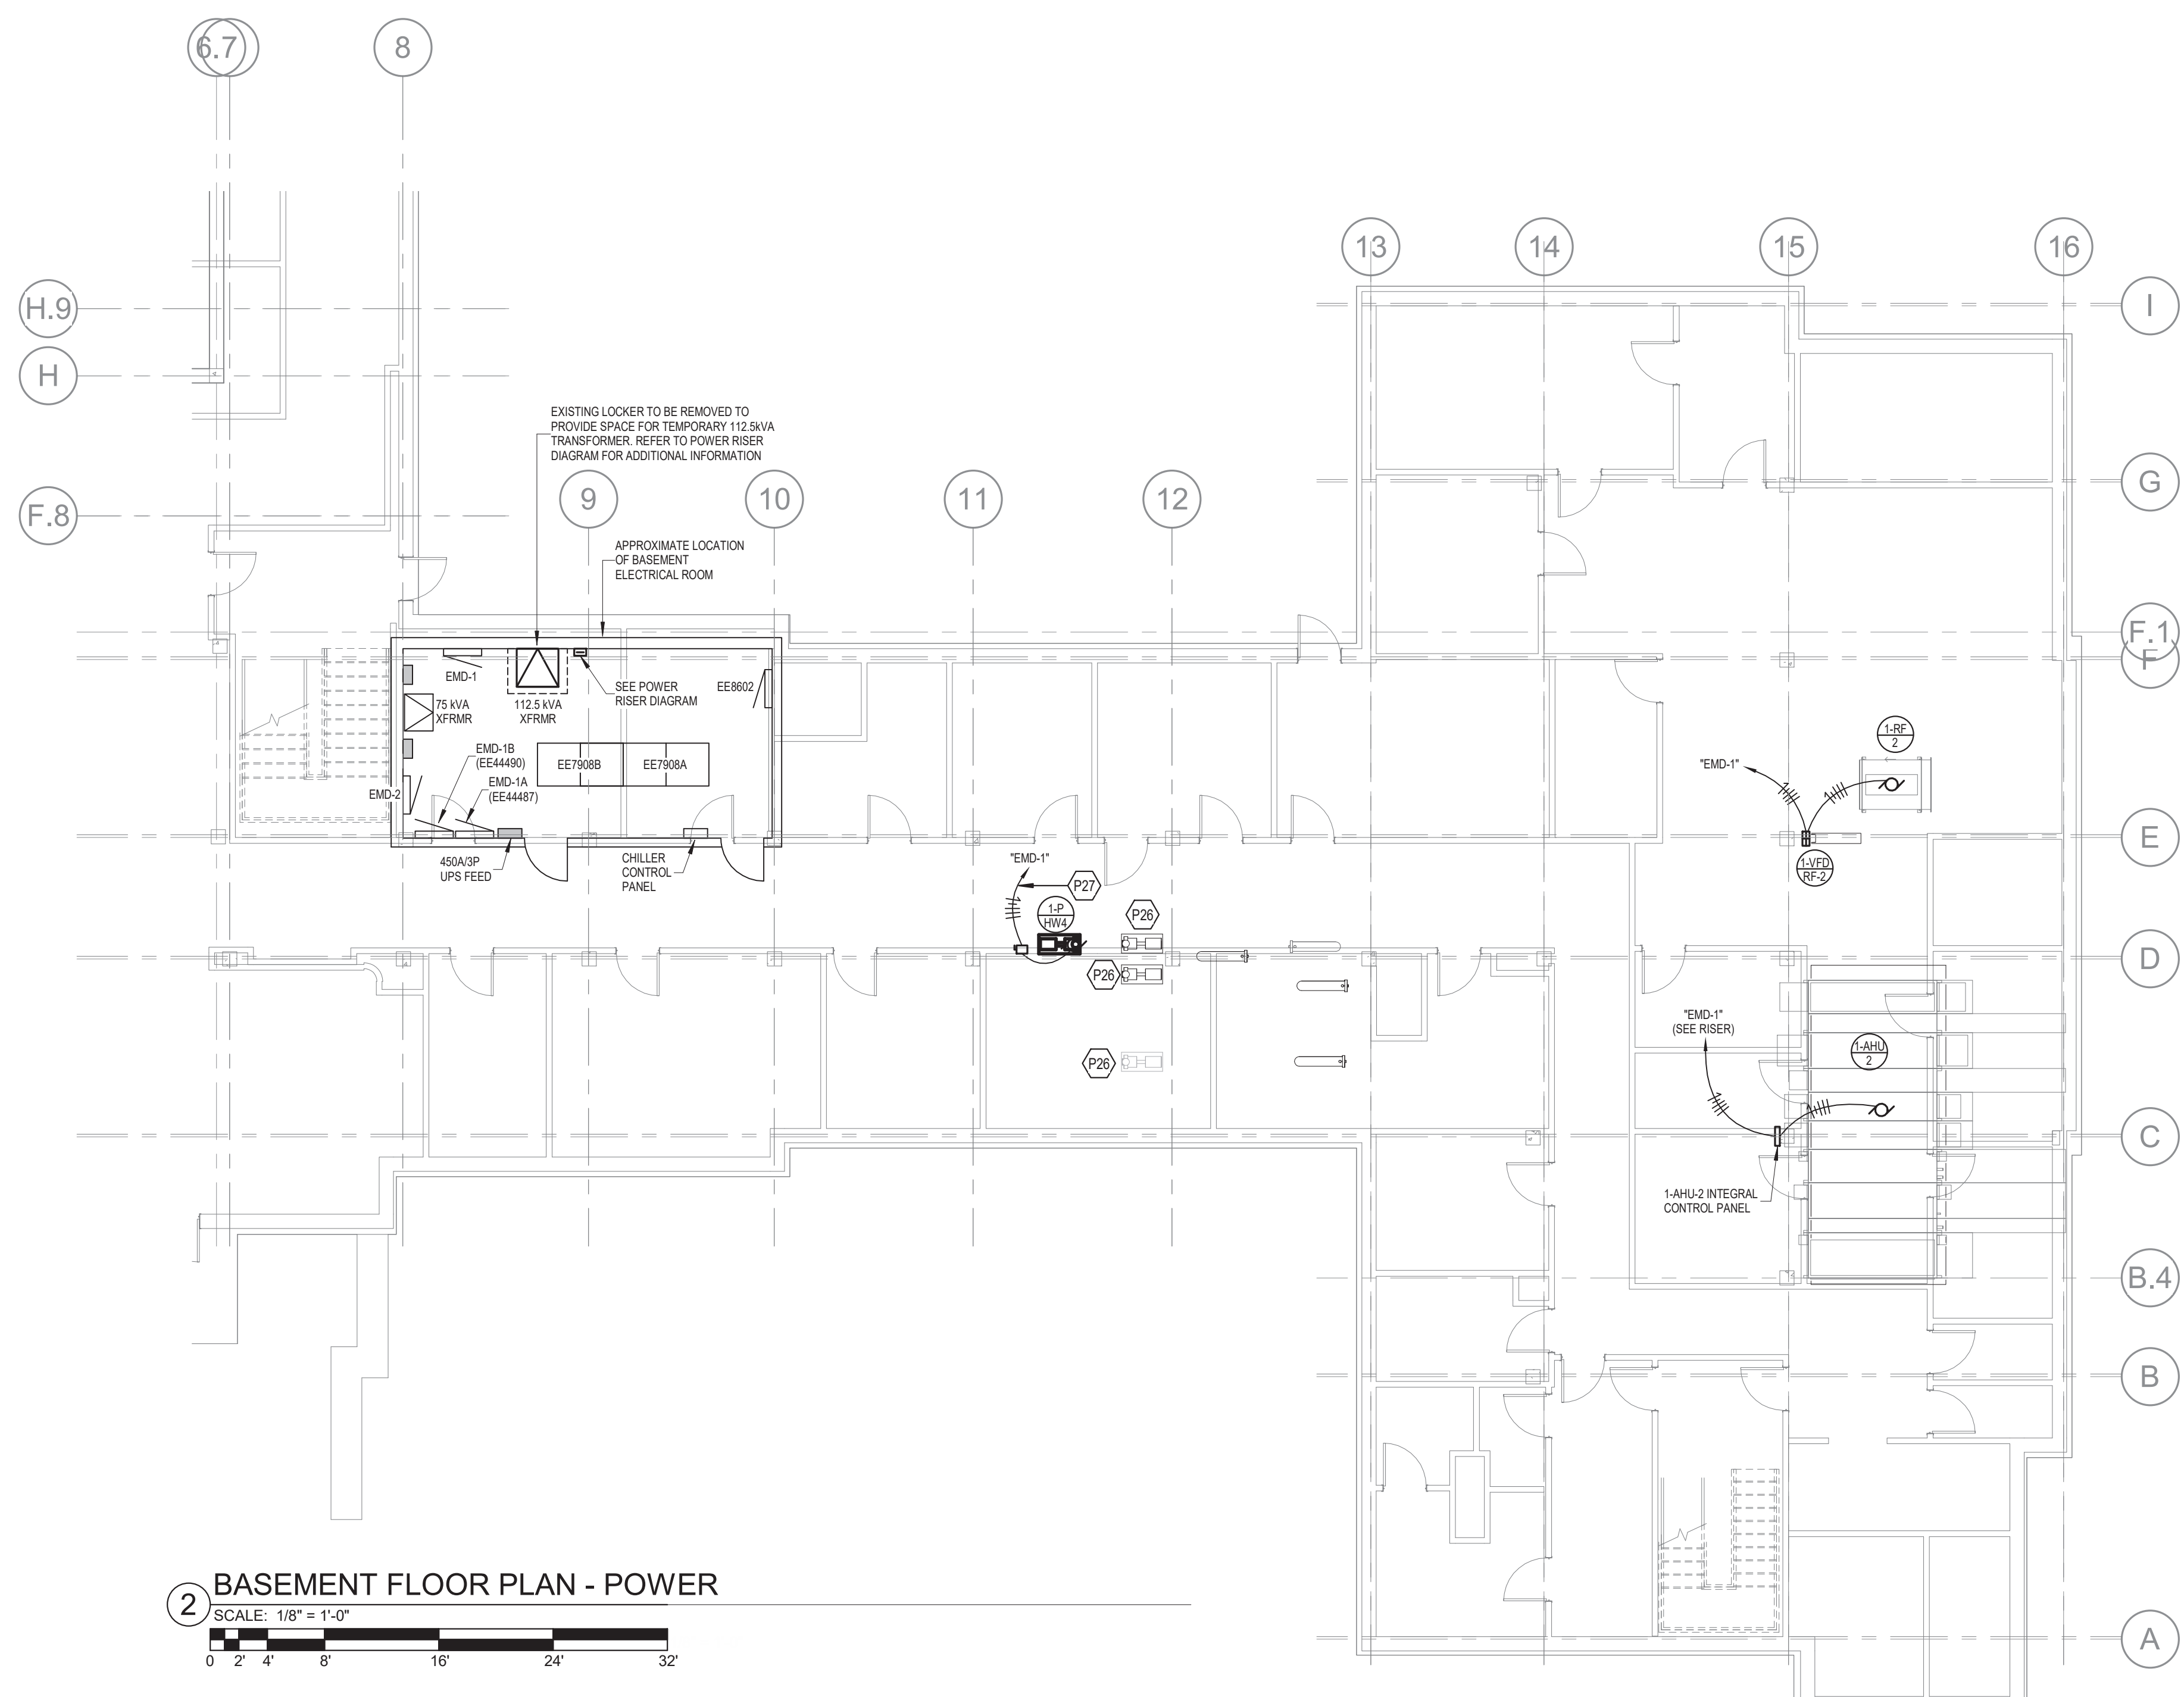 6.7
8
13
14
15
16
H.9
I
H
EXISTING LOCKER TO BE REMOVED TO
PROVIDE SPACE FOR TEMPORARY 112.5kVA
TRANSFORMER. REFER TO POWER RISER
DIAGRAM FOR ADDITIONAL INFORMATION
G
9
10
11
12
F.8
APPROXIMATE LOCATION
OF BASEMENT
ELECTRICAL ROOM
F.1
F
EMD-1
SEE POWER
RISER DIAGRAM
EE8602
75 kVA
XFRMR
112.5 kVA
XFRMR
1-RF
2
EMD-1B
(EE44490)
EE7908B
EE7908A
"EMD-1"
EMD-1A
(EE44487)
EMD-2
E
450A/3P
UPS FEED
CHILLER
CONTROL
PANEL
"EMD-1"
1-VFD
RF-2
P27
1-P
HW4
P26
D
P26
"EMD-1"
(SEE RISER)
1-AHU
2
P26
C
1-AHU-2 INTEGRAL
CONTROL PANEL
B.4
B
2
BASEMENT FLOOR PLAN - POWER
SCALE: 1/8" = 1'-0"
0 2' 4' 8' 16' 24' 32'
A